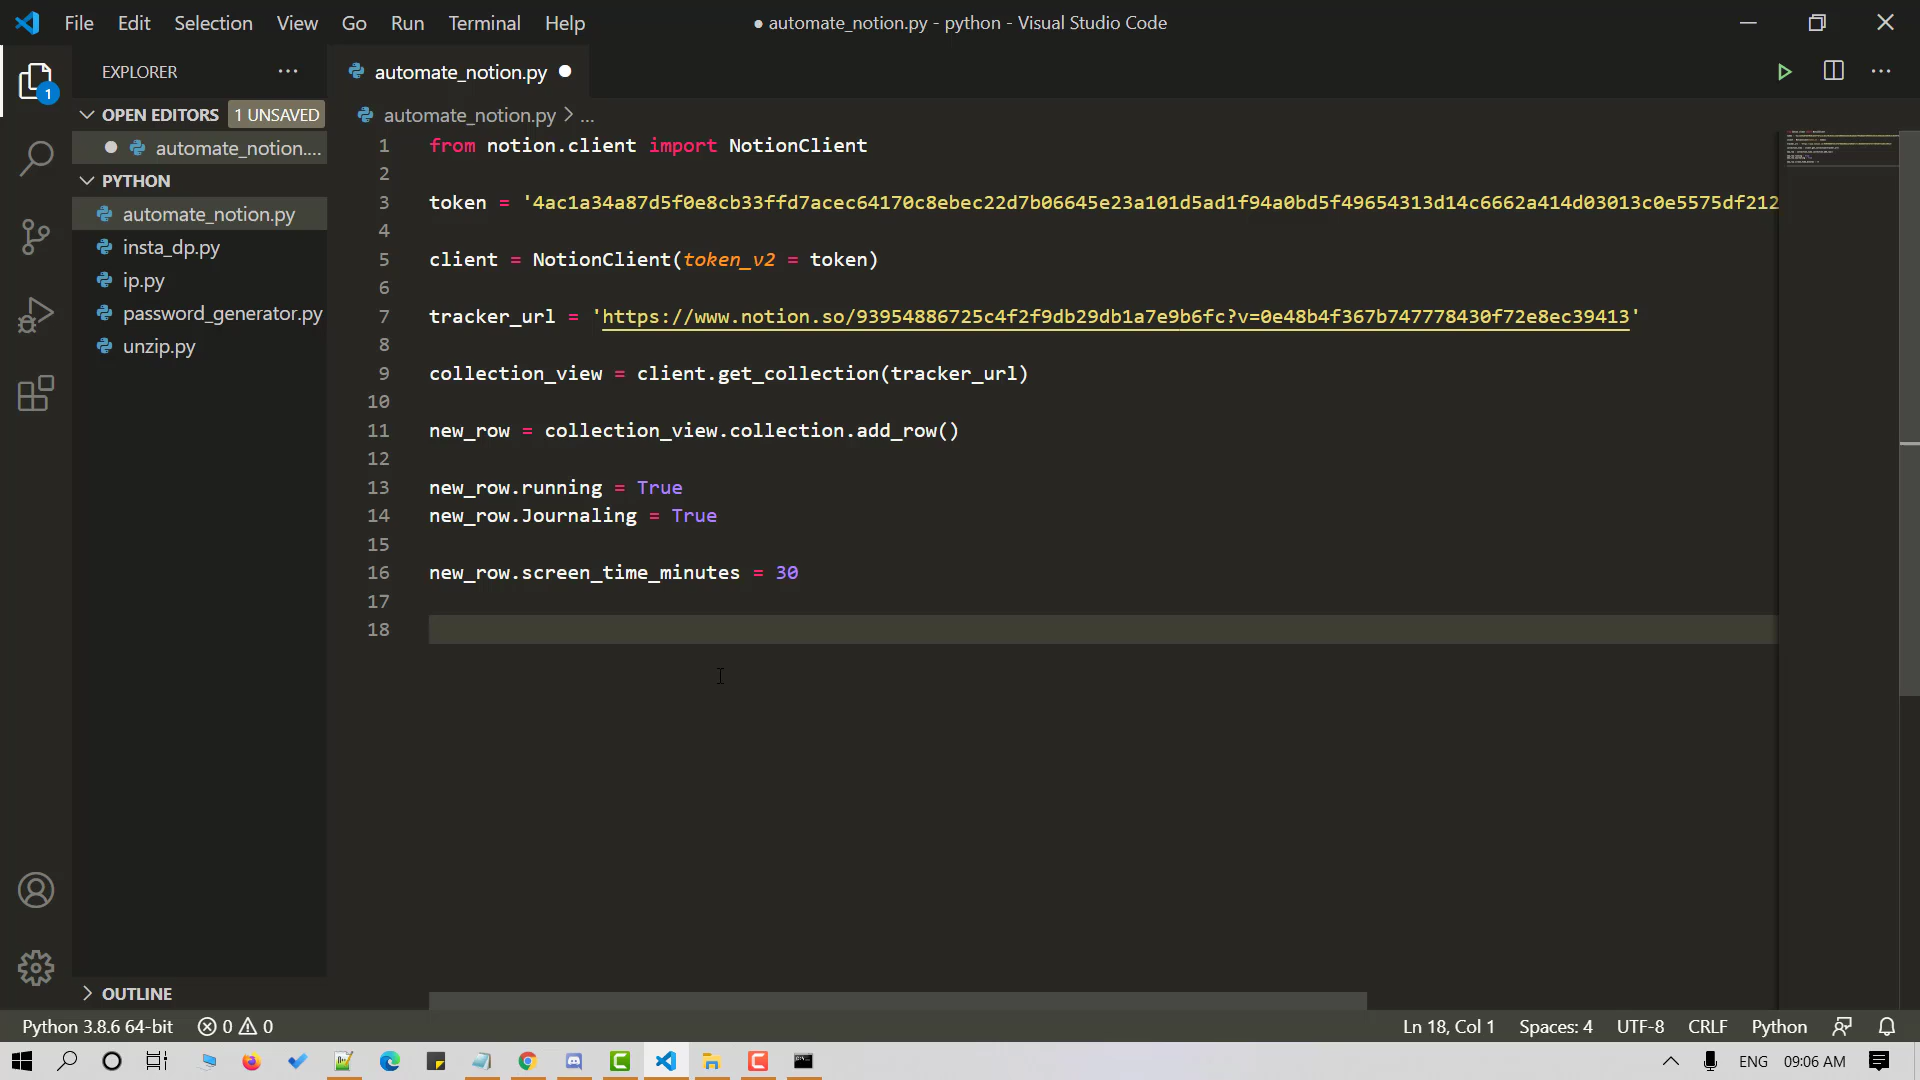 File Edit Selection View Go Run Terminal Help
● automate_notion.py - python - Visual Studio Code
EXPLORER
automate_notion.py
1
OPEN EDITORS 1 UNSAVED
automate_notion.py > ...
automate_notion....
PYTHON
automate_notion.py
insta_dp.py
ip.py
password_generator.py
unzip.py
1 from notion.client import NotionClient
2
3 token = '4ac1a34a87d5f0e8cb33ffd7acec64170c8ebec22d7b06645e23a101d5ad1f94a0bd5f49654313d14c6662a414d03013c0e5575df212
4
5 client = NotionClient(token_v2 = token)
6
7 tracker_url = 'https://www.notion.so/93954886725c4f2f9db29db1a7e9b6fc?v=0e48b4f367b747778430f72e8ec39413'
8
9 collection_view = client.get_collection(tracker_url)
10
11 new_row = collection_view.collection.add_row()
12
13 new_row.running = True
14 new_row.Journaling = True
15
16 new_row.screen_time_minutes = 30
17
18
OUTLINE
Python 3.8.6 64-bit 0 0
Ln 18, Col 1 Spaces: 4 UTF-8 CRLF Python
ENG 09:06 AM